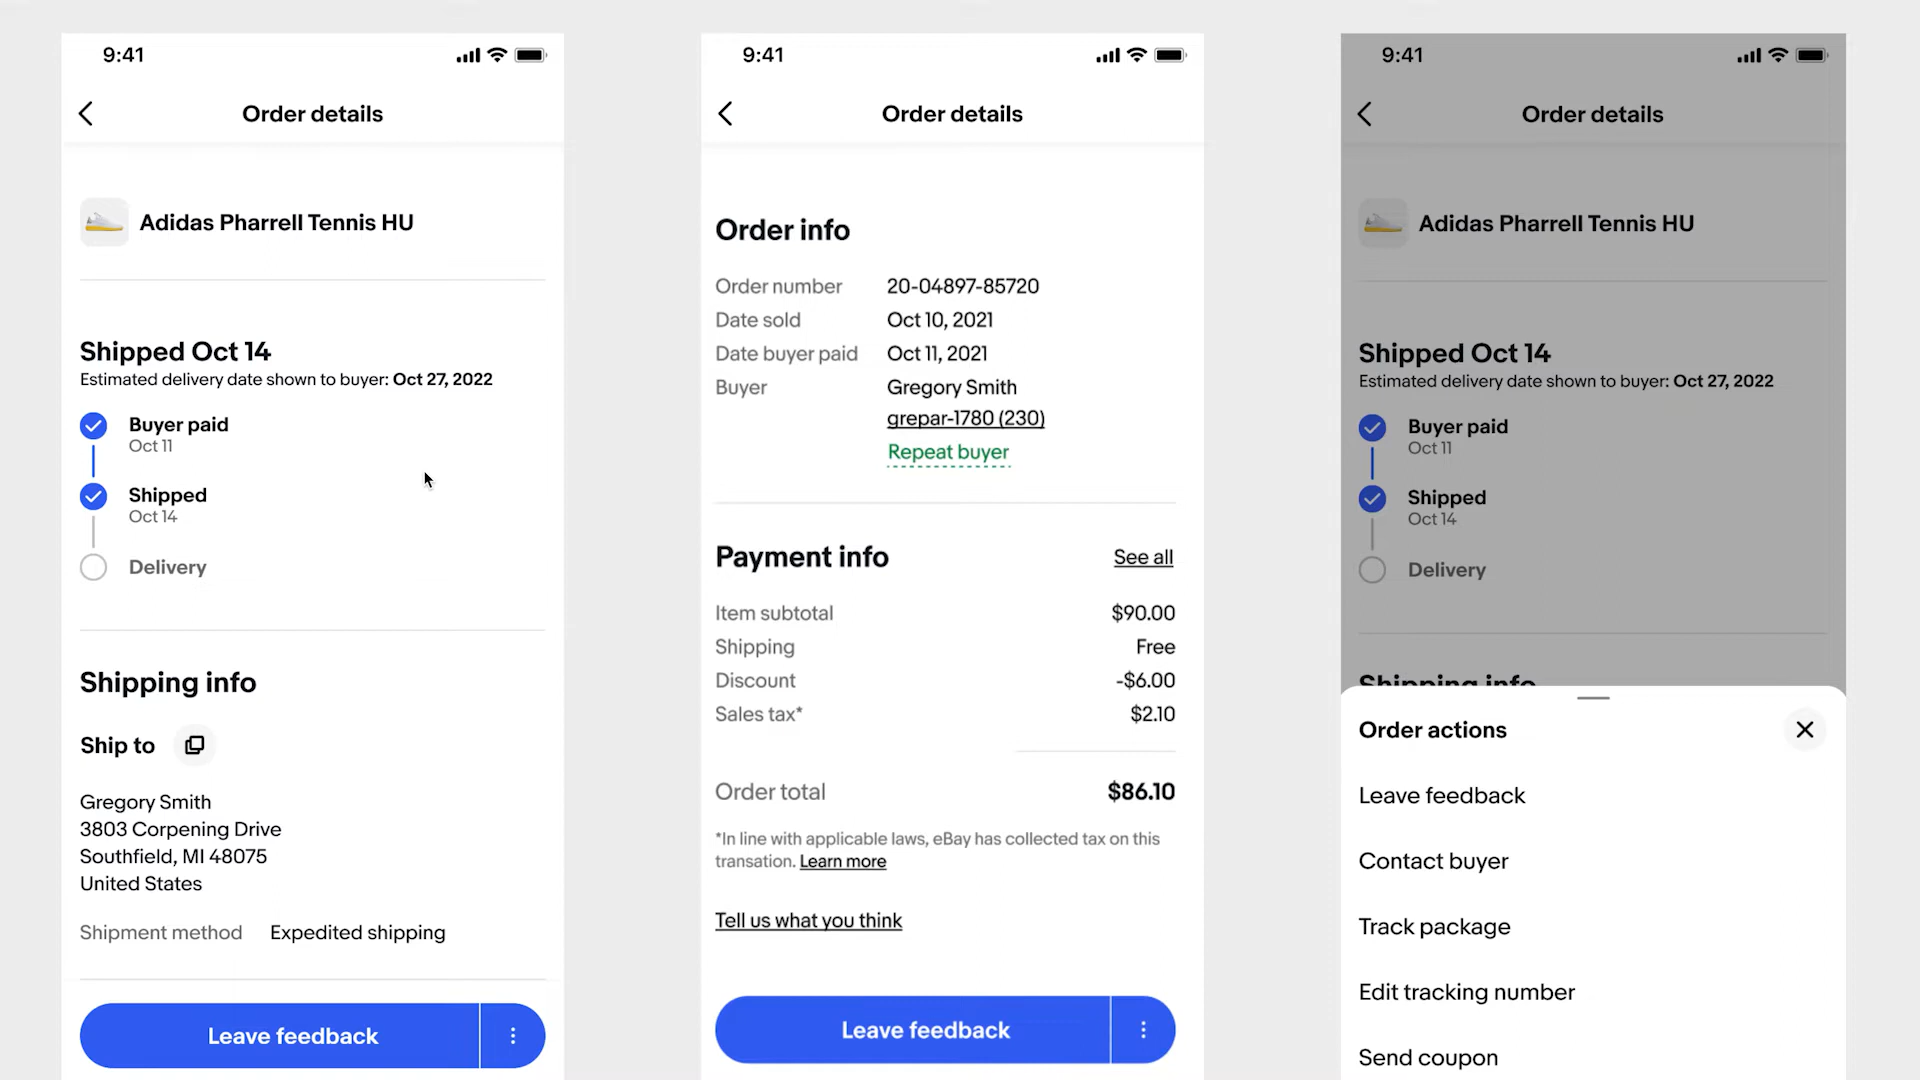 9:41
Order details
Adidas Pharrell Tennis HU
Shipped Oct 14
Estimated delivery date shown to buyer: Oct 27, 2022
Buyer paid
Oct 11
Shipped
Oct 14
Delivery
Shipping info
Ship to
Gregory Smith
3803 Corpening Drive
Southfield, MI 48075
United States
Shipment method Expedited shipping
Leave feedback
9:41
Order details
Order info
Order number 20-04897-85720
Date sold Oct 10, 2021
Date buyer paid Oct 11, 2021
Buyer Gregory Smith
grepar-1780 (230)
Repeat buyer
Payment info See all
Item subtotal $90.00
Shipping Free
Discount -$6.00
Sales tax* $2.10
Order total $86.10
*In line with applicable laws, eBay has collected tax on this
transation. Learn more
Tell us what you think
Leave feedback
9:41
Order details
Adidas Pharrell Tennis HU
Shipped Oct 14
Estimated delivery date shown to buyer: Oct 27, 2022
Buyer paid
Oct 11
Shipped
Oct 14
Delivery
Shipping info
Order actions
Leave feedback
Contact buyer
Track package
Edit tracking number
Send coupon